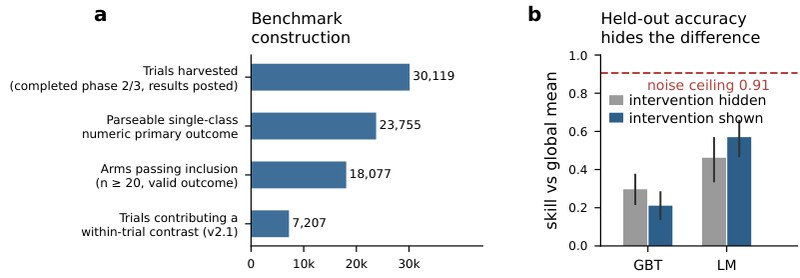 a
Benchmark
construction
Trials harvested
(completed phase 2/3, results posted)
30,119
Parseable single-class
numeric primary outcome
23,755
Arms passing inclusion
(n ≥ 20, valid outcome)
18,077
Trials contributing a
within-trial contrast (v2.1)
7,207
0 10k 20k 30k
b
Held-out accuracy
hides the difference
skill vs global mean
1.0
0.8
0.6
0.4
0.2
0.0
noise ceiling 0.91
intervention hidden
intervention shown
GBT LM